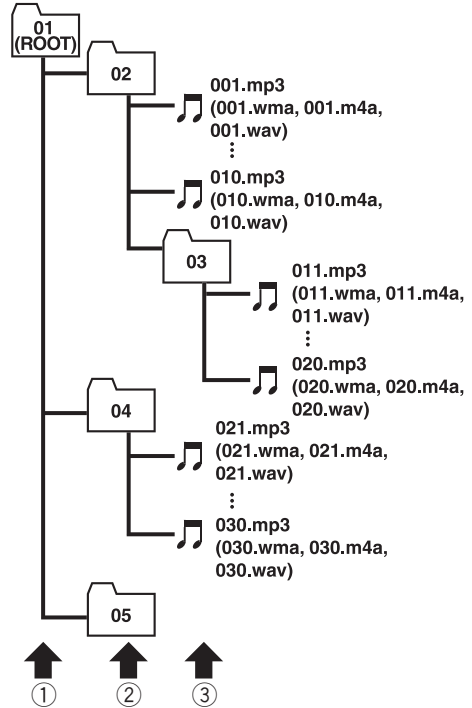 01
(ROOT)
02
001.mp3
(001.wma, 001.m4a,
001.wav)
010.mp3
(010.wma, 010.m4a,
010.wav)
03
011.mp3
(011.wma, 011.m4a,
011.wav)
020.mp3
(020.wma, 020.m4a,
020.wav)
04
021.mp3
(021.wma, 021.m4a,
021.wav)
030.mp3
(030.wma, 030.m4a,
030.wav)
05
① ② ③